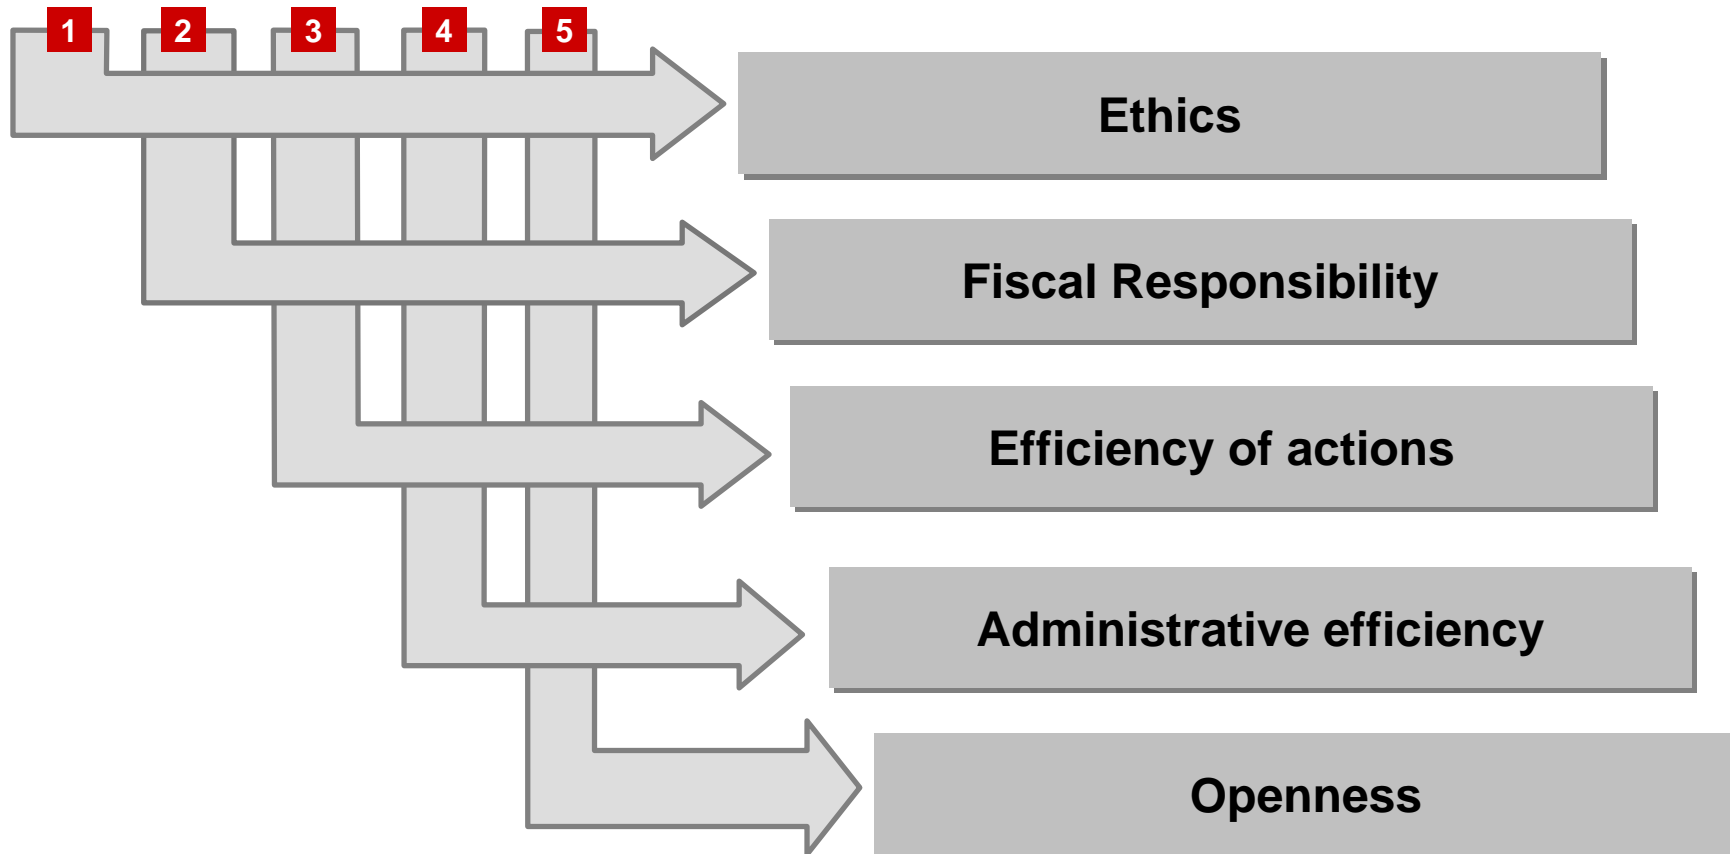 1 2 3 4 5
Ethics
Fiscal Responsibility
Efficiency of actions
Administrative efficiency
Openness